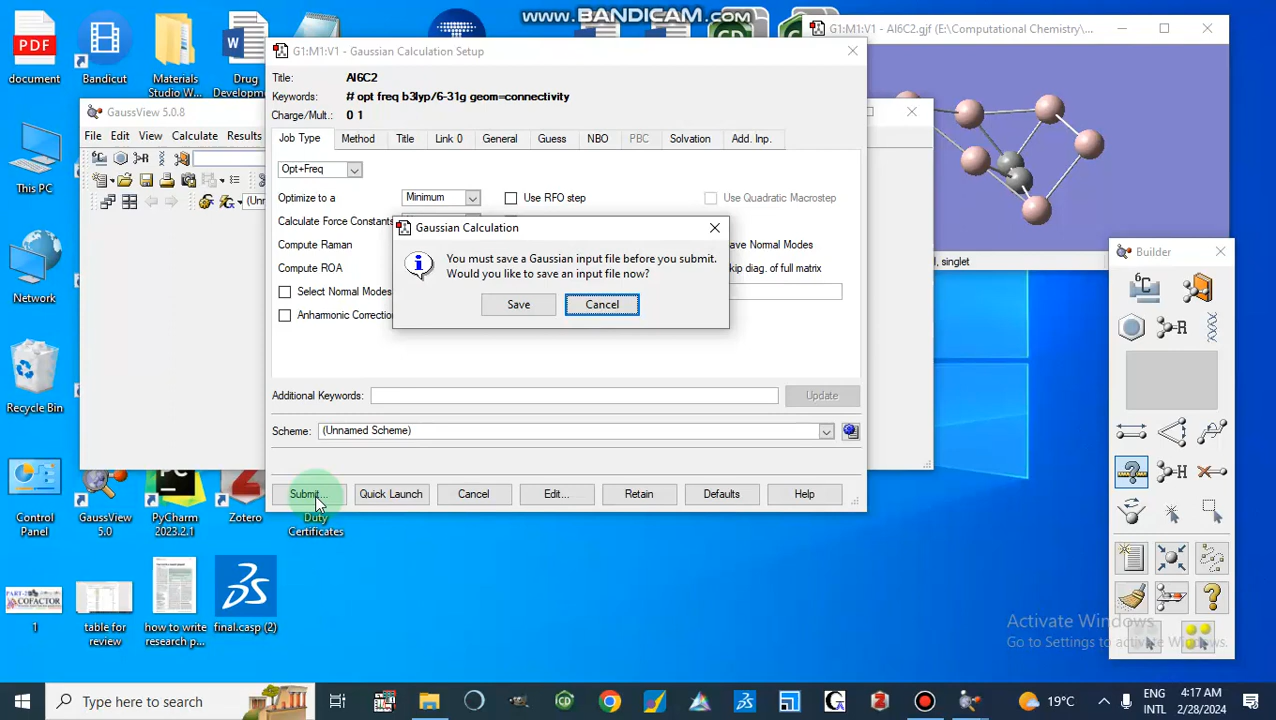 www.BANDICAM.com
G1:M1:V1 - Gaussian Calculation Setup
G1:M1:V1 - Al6C2.gjf (E:\Computational Chemistry/...
Title: Al6C2
Keywords: # opt freq b3lyp/6-31g geom=connectivity
Charge/Mult.: 0 1
Job Type Method Title Link 0 General Guess NBO PBC Solvation Add. Inp.
Opt+Freq
Optimize to a Minimum Use RFO step Use Quadratic Macrostep
Calculate Force Constants
Compute Raman ave Normal Modes
Compute ROA kip diag. of full matrix
Select Normal Modes
Anharmonic Correction
Gaussian Calculation
You must save a Gaussian input file before you submit.
Would you like to save an input file now?
Save Cancel
Additional Keywords: Update
Scheme: (Unnamed Scheme)
Submit... Quick Launch Cancel Edit... Retain Defaults Help
GaussView 5.0.8
File Edit View Calculate Results
(Unr
, singlet
Builder
6C
R
H
PDF
document
Bandicut
Materials
Studio W...
Drug
Developm
This PC
Network
Recycle Bin
Control
Panel
GaussView
5.0
PyCharm
2023.2.1
Zotero
Duty
Certificates
1
table for
review
how to write
research p...
final.casp (2)
Activate Windows
Go to Settings to activate Windows.
Type here to search
19°C
ENG
INTL
4:17 AM
2/28/2024